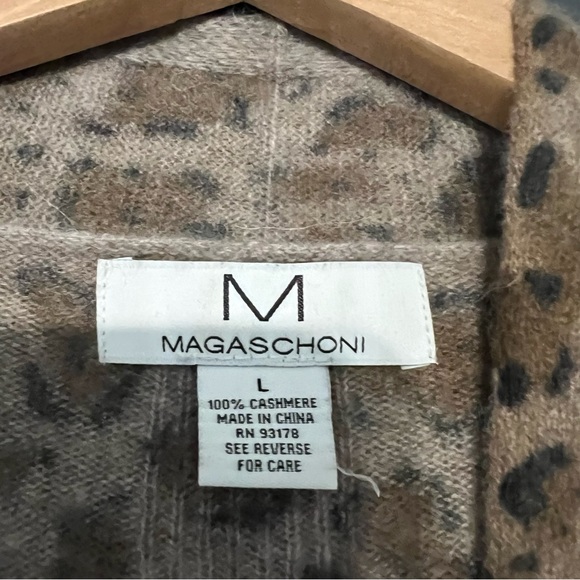 M
MAGASCHONI
L
100% CASHMERE
MADE IN CHINA
RN 93178
SEE REVERSE
FOR CARE